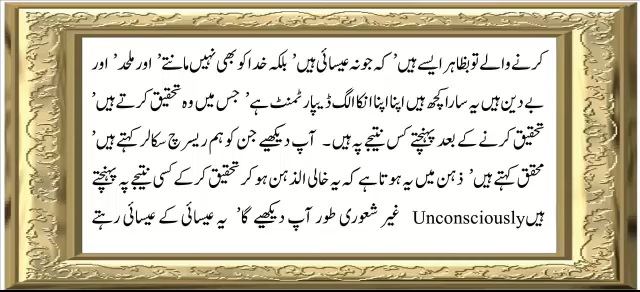 کرنے والے تو بظاہر ایسے ہیں’ کہ جو نہ عیسائی ہیں’ بلکہ خدا کو بھی نہیں مانتے’ اور ملحد’ اور
بے دین ہیں یہ سارا کچھ ہیں اپنا اپنا انکا الگ ڈیپارٹمنٹ ہے’ جس میں وہ تحقیق کرتے ہیں’
تحقیق کرنے کے بعد پہنچتے کس نتیجے پہ ہیں۔ آپ دیکھیے جن کو ہم ریسرچ سکالر کہتے ہیں’
محقق کہتے ہیں’ ذہن میں یہ ہوتا ہے کہ یہ خالی الذہن ہو کر تحقیق کر کے کسی نتیجے پہ پہنچتے
ہیں Unconsciously غیر شعوری طور آپ دیکھیے گا’ یہ عیسائی کے عیسائی رہتے